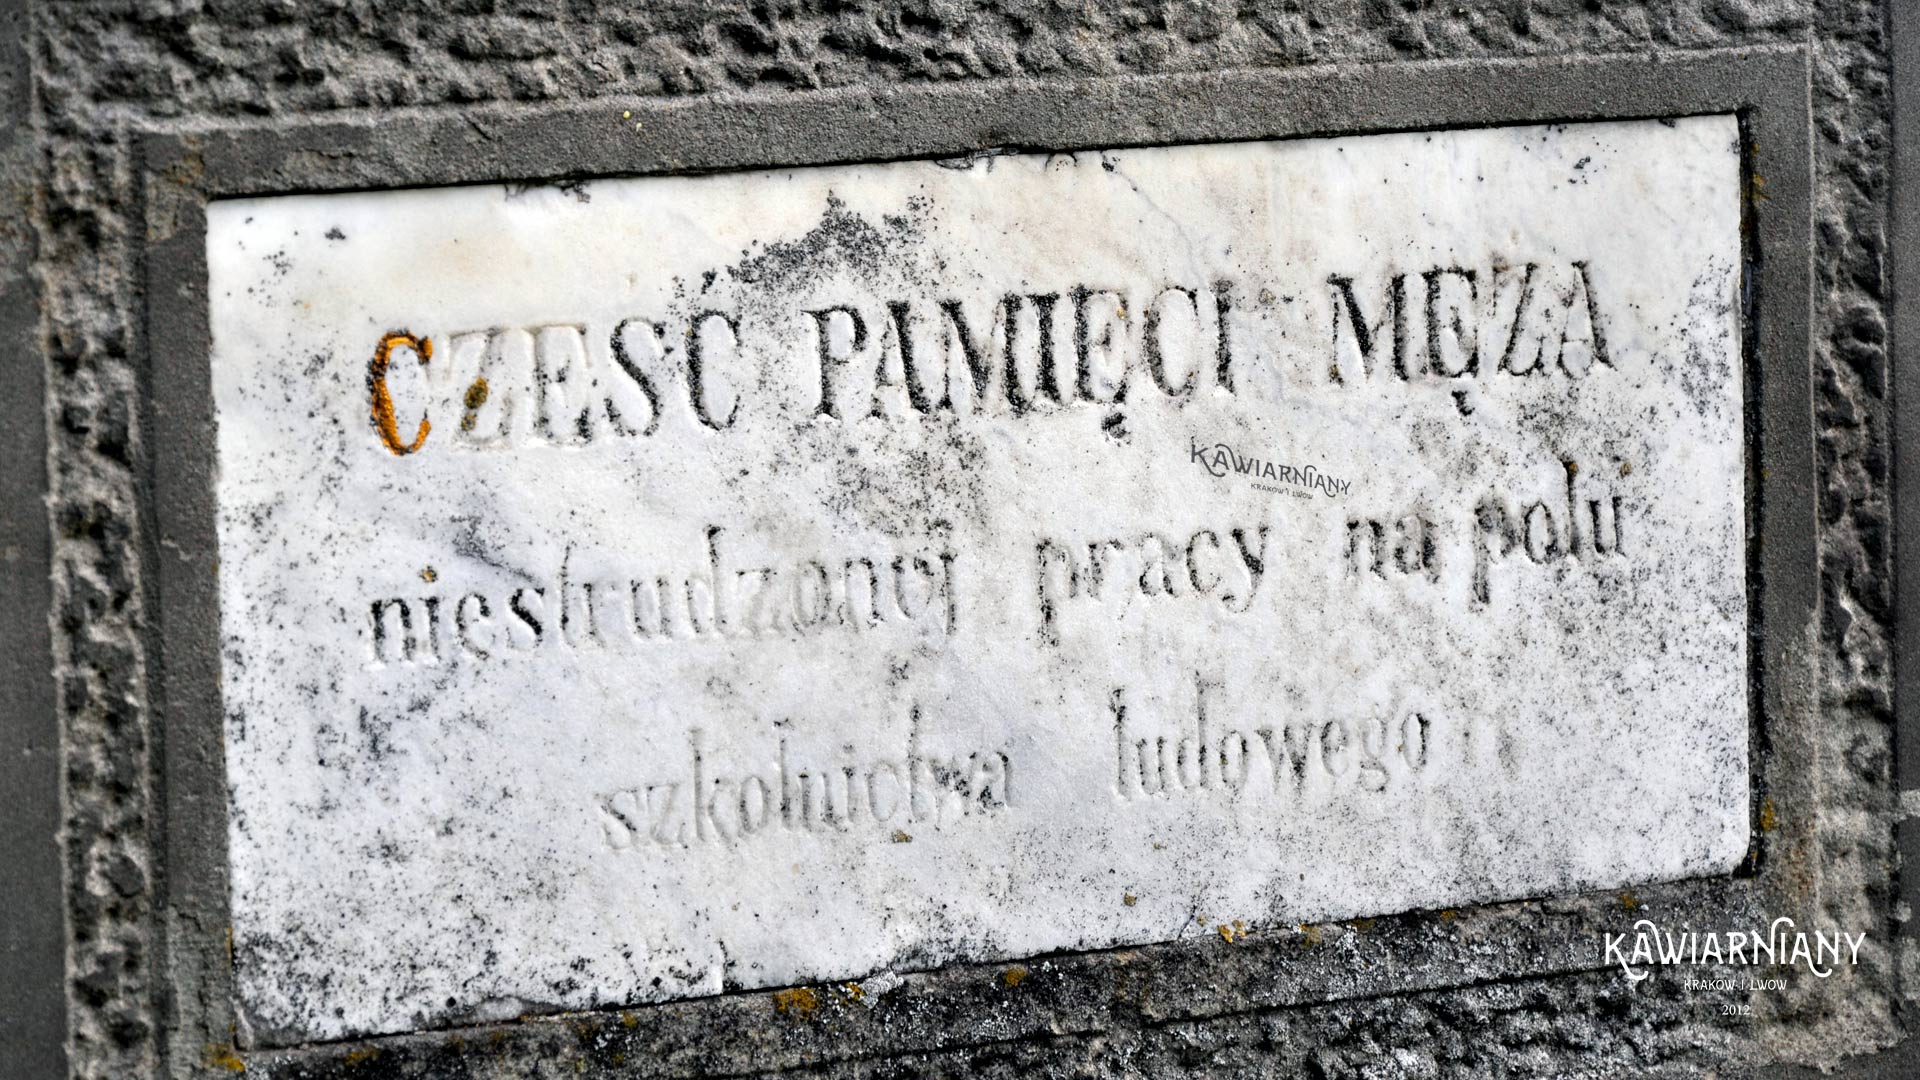 CZEŚĆ PAMIĘCI MĘŻA
niestrudzonej pracy na polu
szkolnictwa ludowego
KAWIARNIANY
KRAKÓW I LWÓW
KAWIARNIANY
KRAKÓW I LWÓW
2012